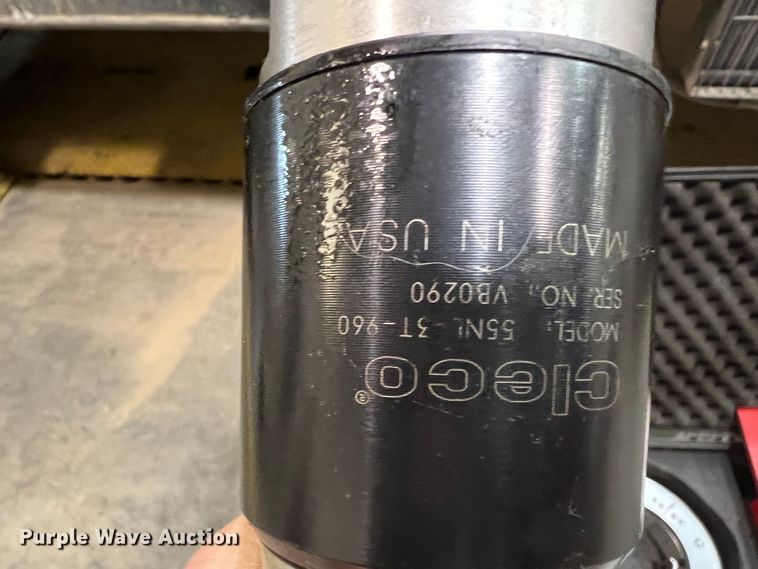 cleco®
MODEL. 55NL-3T-960
SER. NO., VB0290
MADE IN USA
Purple Wave Auction